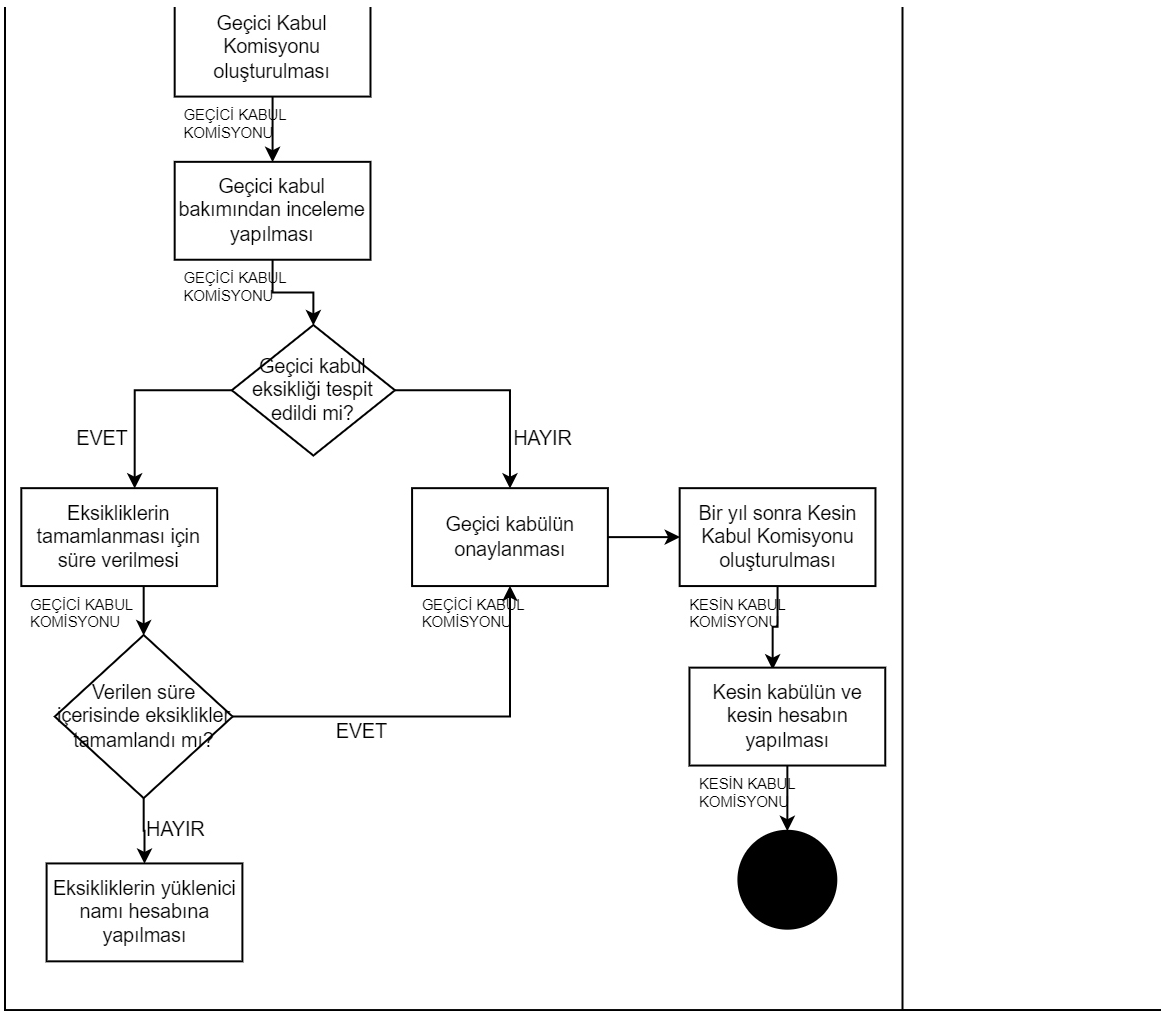 Geçici Kabul
Komisyonu
oluşturulması
GEÇİCİ KABUL
KOMİSYONU
Geçici kabul
bakımından inceleme
yapılması
GEÇİCİ KABUL
KOMİSYONU
Geçici kabul
eksikliği tespit
edildi mi?
EVET
HAYIR
Eksikliklerin
tamamlanması için
süre verilmesi
Geçici kabülün
onaylanması
Bir yıl sonra Kesin
Kabul Komisyonu
oluşturulması
GEÇİCİ KABUL
KOMİSYONU
GEÇİCİ KABUL
KOMİSYONU
KESİN KABUL
KOMİSYONU
Verilen süre
içerisinde eksiklikler
tamamlandı mı?
EVET
Kesin kabülün ve
kesin hesabın
yapılması
KESİN KABUL
KOMİSYONU
HAYIR
Eksikliklerin yüklenici
namı hesabına
yapılması